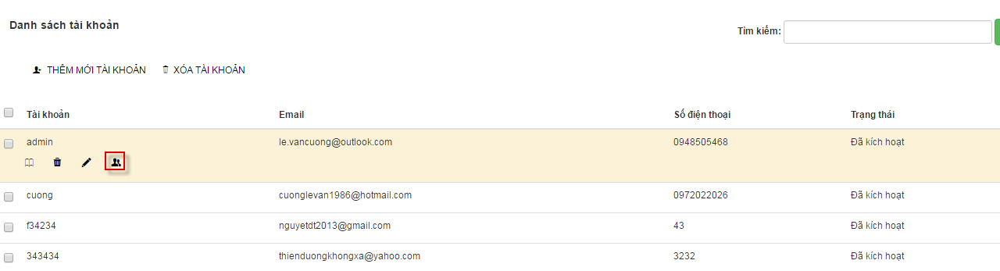 Danh sách tài khoản
Tìm kiếm:
THÊM MỚI TÀI KHOẢN XÓA TÀI KHOẢN
Tài khoản Email Số điện thoại Trạng thái
admin le.vancuong@outlook.com 0948505468 Đã kích hoạt
cuong cuonglevan1986@hotmail.com 0972022026 Đã kích hoạt
f34234 nguyetdt2013@gmail.com 43 Đã kích hoạt
343434 thienduongkhongxa@yahoo.com 3232 Đã kích hoạt